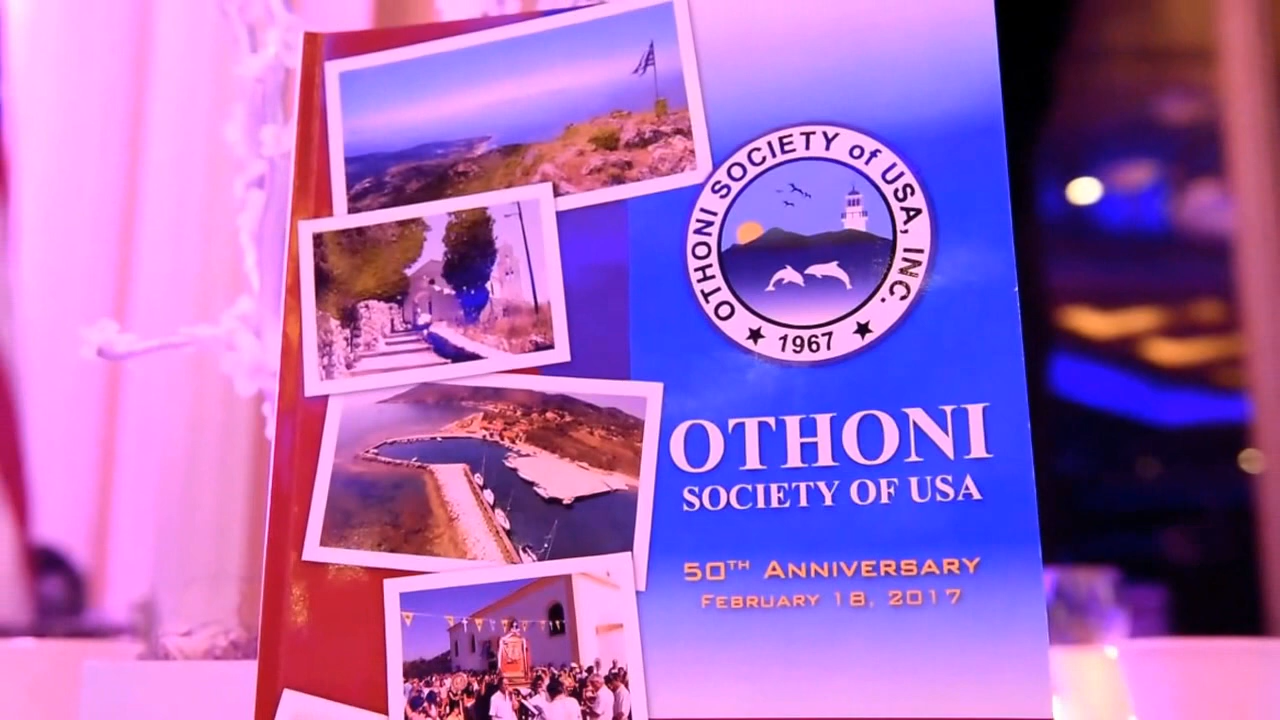 OTHONI SOCIETY of USA, INC.
1967
OTHONI
SOCIETY OF USA
50TH ANNIVERSARY
FEBRUARY 18, 2017